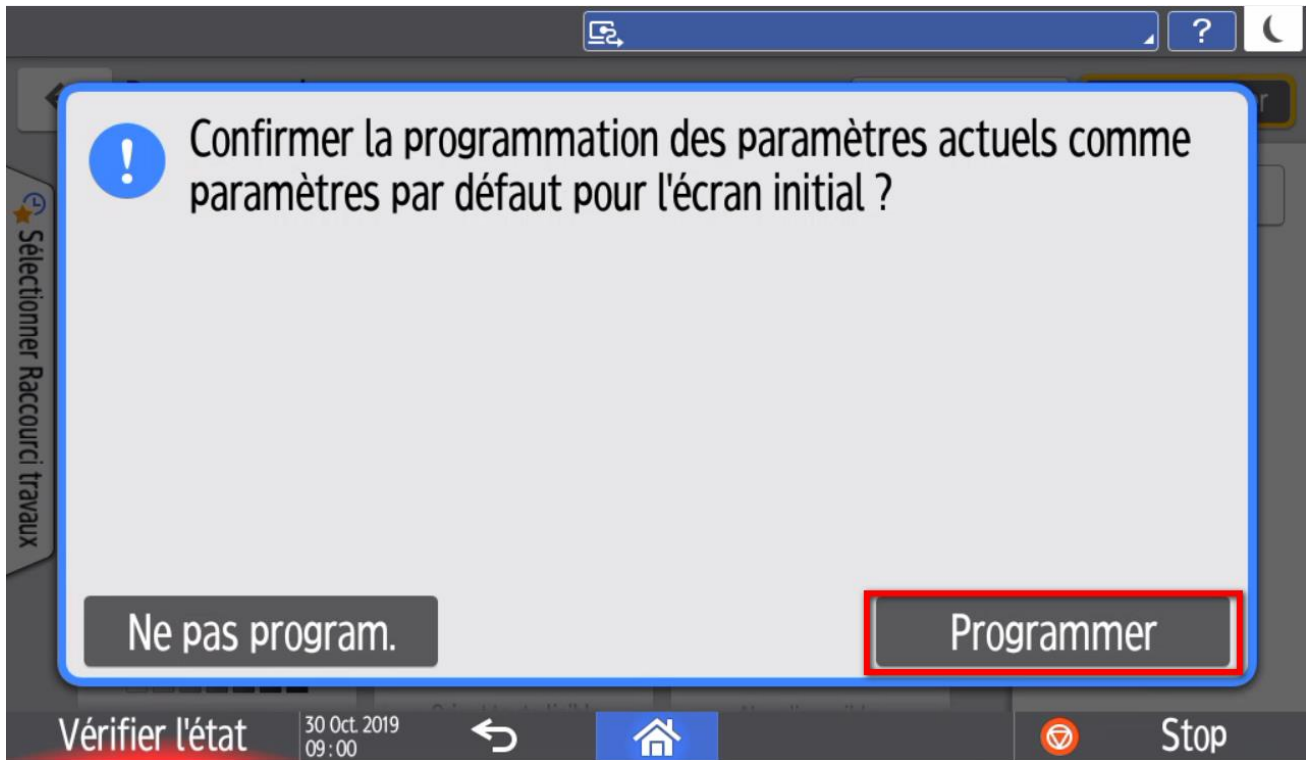 ?
Confirmer la programmation des paramètres actuels comme
paramètres par défaut pour l'écran initial ?
Sélectionner Raccourci travaux
Ne pas program.
Programmer
Vérifier l'état
30 Oct. 2019
09 : 00
Stop